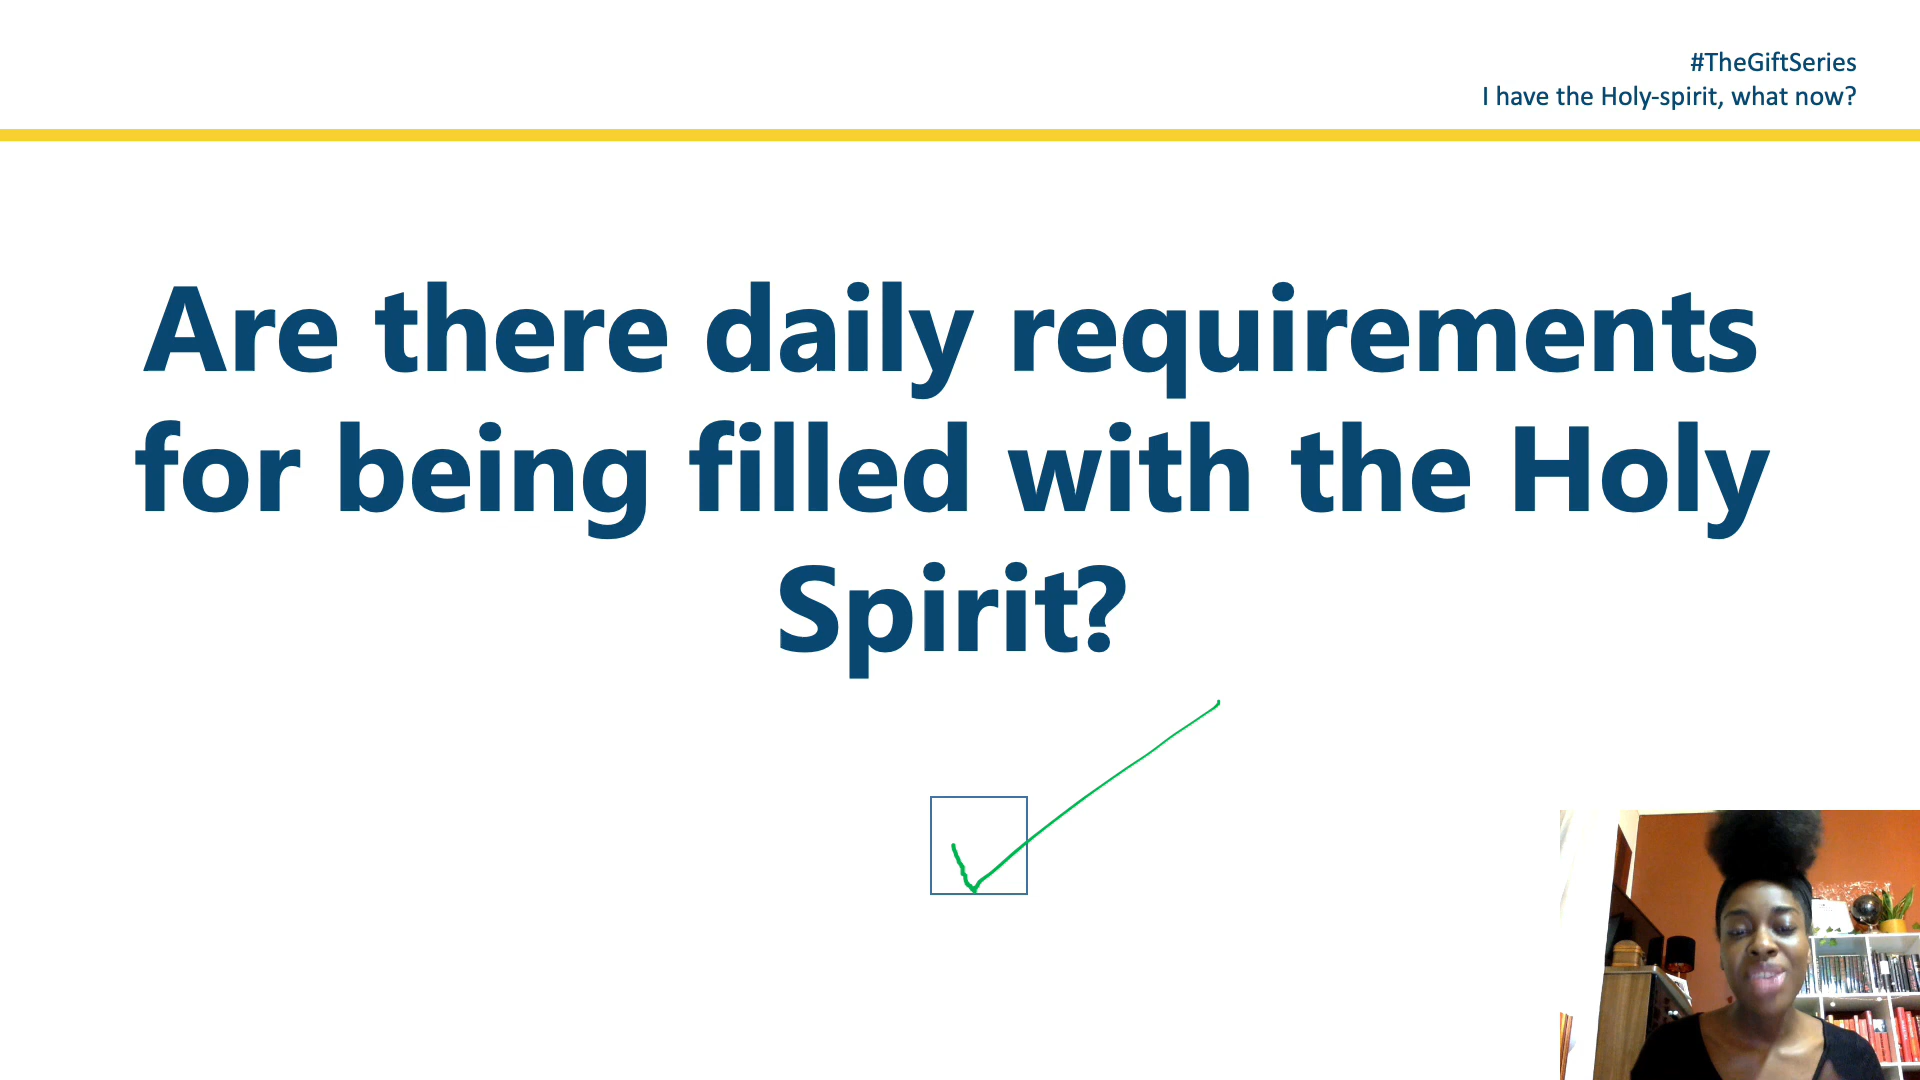 #TheGiftSeries
I have the Holy-spirit, what now?
Are there daily requirements
for being filled with the Holy
Spirit?